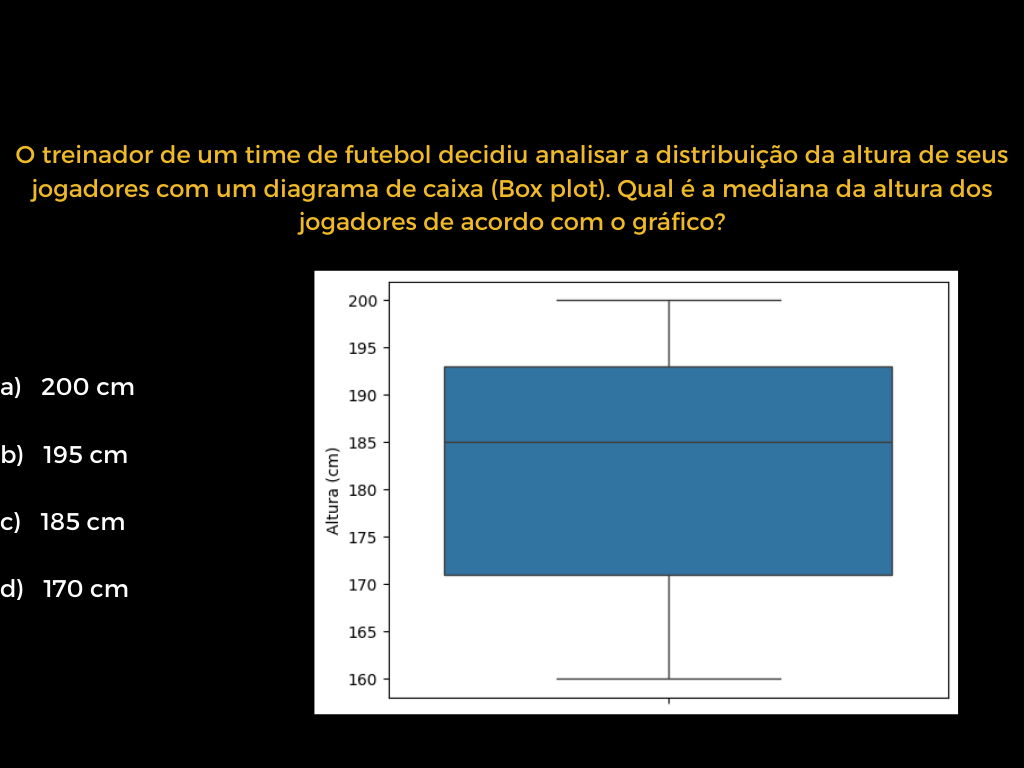 O treinador de um time de futebol decidiu analisar a distribuição da altura de seus
jogadores com um diagrama de caixa (Box plot). Qual é a mediana da altura dos
jogadores de acordo com o gráfico?
a) 200 cm
b) 195 cm
c) 185 cm
d) 170 cm
Altura (cm)
200
195
190
185
180
175
170
165
160